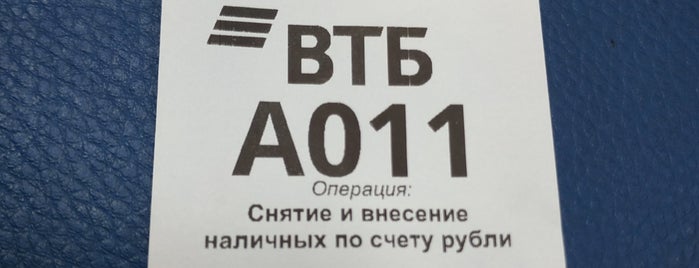 ВТБ
А011
Операция:
Снятие и внесение
наличных по счету рубли